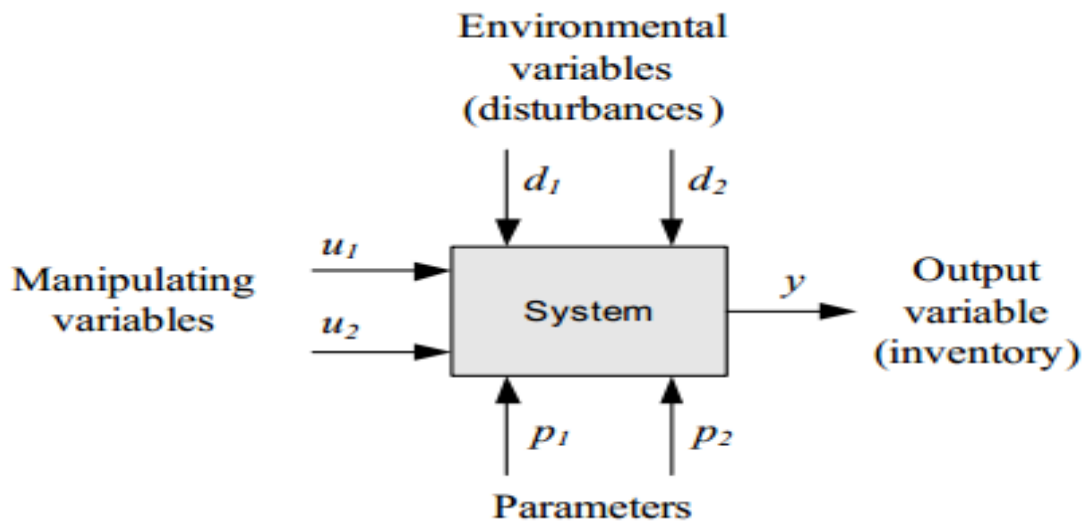 Environmental
variables
(disturbances)
d1
d2
Manipulating
variables
u1
u2
System
y
Output
variable
(inventory)
p1
p2
Parameters